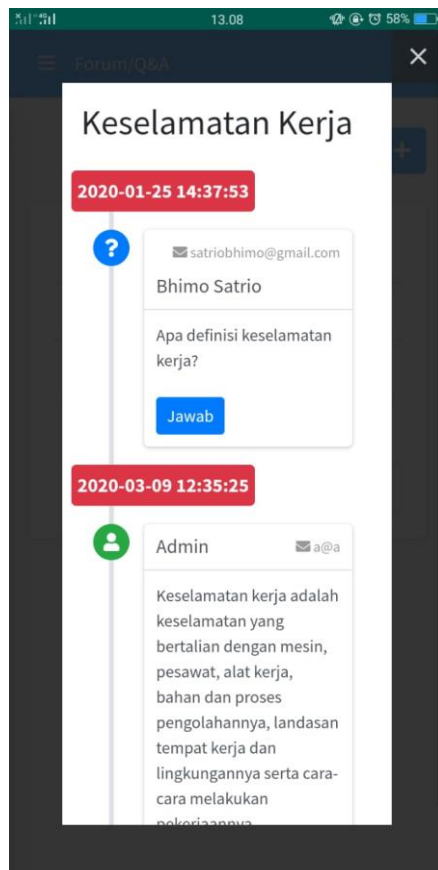 13.08
58%
Forum/Q&A
Keselamatan Kerja
2020-01-25 14:37:53
satriobhimo@gmail.com
Bhimo Satrio
Apa definisi keselamatan
kerja?
Jawab
2020-03-09 12:35:25
Admin a@a
Keselamatan kerja adalah
keselamatan yang
bertalian dengan mesin,
pesawat, alat kerja,
bahan dan proses
pengolahannya, landasan
tempat kerja dan
lingkungannya serta cara-
cara melakukan
pekerjaannya